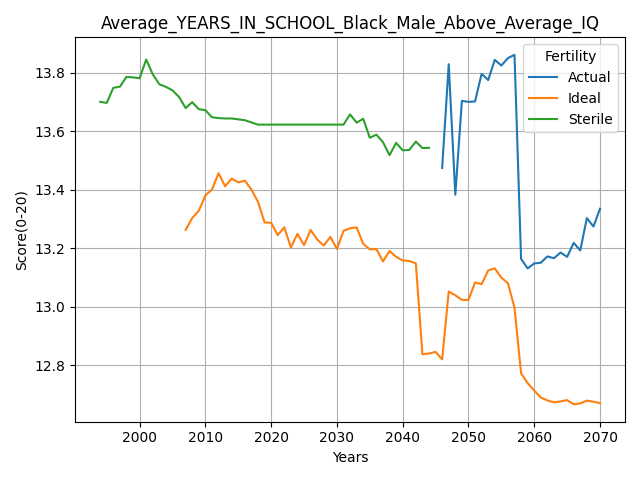 Average_YEARS_IN_SCHOOL_Black_Male_Above_Average_IQ
Fertility
Actual
Ideal
Sterile
Score(0-20)
13.8
13.6
13.4
13.2
13.0
12.8
2000 2010 2020 2030 2040 2050 2060 2070
Years